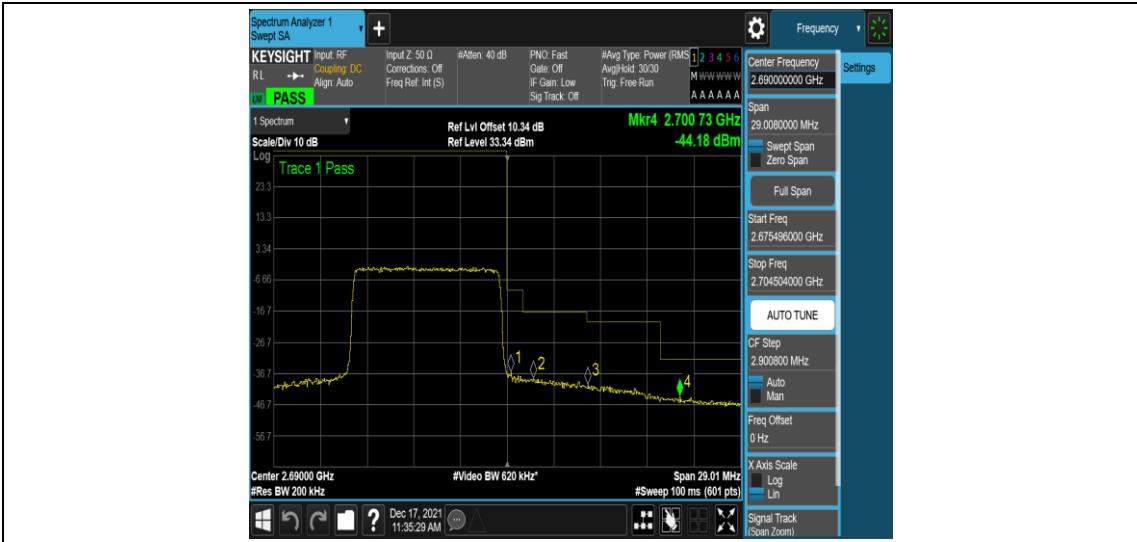 Spectrum Analyzer 1
Swept SA
Frequency
KEYSIGHT
RL
PASS
Input: RF
Coupling: DC
Align: Auto
Input Z: 50 Ω
Corrections: Off
Freq Ref: Int (S)
#Atten: 40 dB
PNO: Fast
Gate: Off
IF Gain: Low
Sig Track: Off
#Avg Type: Power (RMS
Avg|Hold: 30/30
Trig: Free Run
1 2 3 4 5 6
M W W W W W
A A A A A A
Center Frequency
2.690000000 GHz
Settings
Span
29.0080000 MHz
Swept Span
Zero Span
Full Span
Start Freq
2.675496000 GHz
Stop Freq
2.704504000 GHz
AUTO TUNE
CF Step
2.900800 MHz
Auto
Man
Freq Offset
0 Hz
X Axis Scale
Log
Lin
Signal Track
(Span Zoom)
1 Spectrum
Scale/Div 10 dB
Ref Lvl Offset 10.34 dB
Ref Level 33.34 dBm
Mkr4 2.700 73 GHz
-44.18 dBm
Log
Trace 1 Pass
23.3
13.3
3.34
-6.66
-16.7
-26.7
-36.7
-46.7
-56.7
1
2
3
4
Center 2.69000 GHz
#Video BW 620 kHz*
Span 29.01 MHz
#Res BW 200 kHz
#Sweep 100 ms (601 pts)
?
Dec 17, 2021
11:35:29 AM